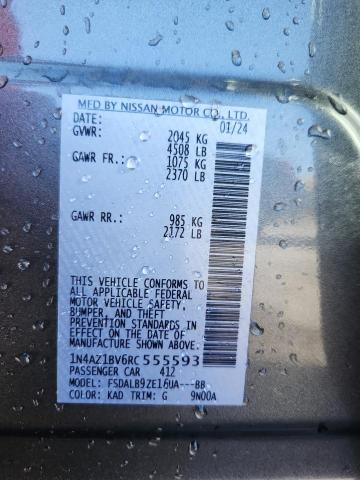 MFD BY NISSAN MOTOR CO., LTD.
DATE: 01/24
GVWR: 2045 KG
4508 LB
GAWR FR.: 1075 KG
2370 LB
GAWR RR.: 985 KG
2172 LB
THIS VEHICLE CONFORMS TO
ALL APPLICABLE FEDERAL
MOTOR VEHICLE SAFETY,
BUMPER, AND THEFT
PREVENTION STANDARDS IN
EFFECT ON THE DATE OF
MANUFACTURE SHOWN ABOVE.
1N4AZ1BV6RC555593
PASSENGER CAR 412
MODEL: FSDALB9ZE16UA---BB
COLOR: KAD TRIM: G 9N00A